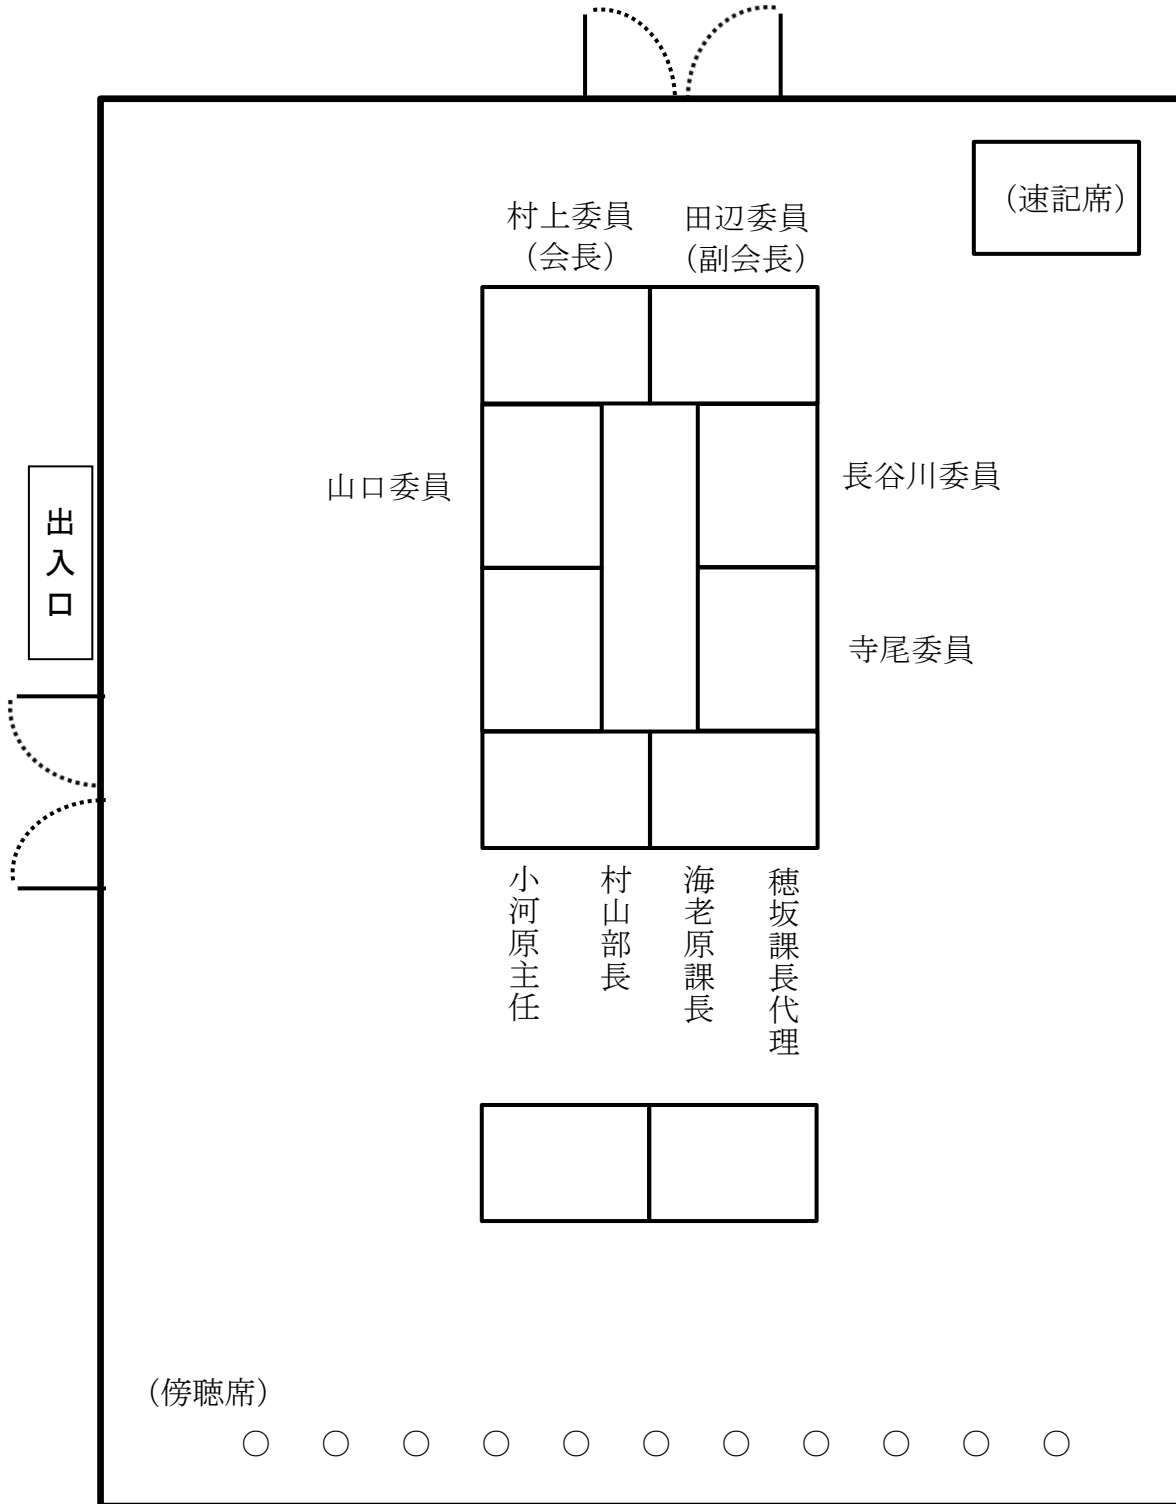 （速記席）
村上委員
（会長）
田辺委員
（副会長）
山口委員
長谷川委員
出入口
寺尾委員
小河原主任
村山部長
海老原課長
穂坂課長代理
（傍聴席）
○ ○ ○ ○ ○ ○ ○ ○ ○ ○ ○